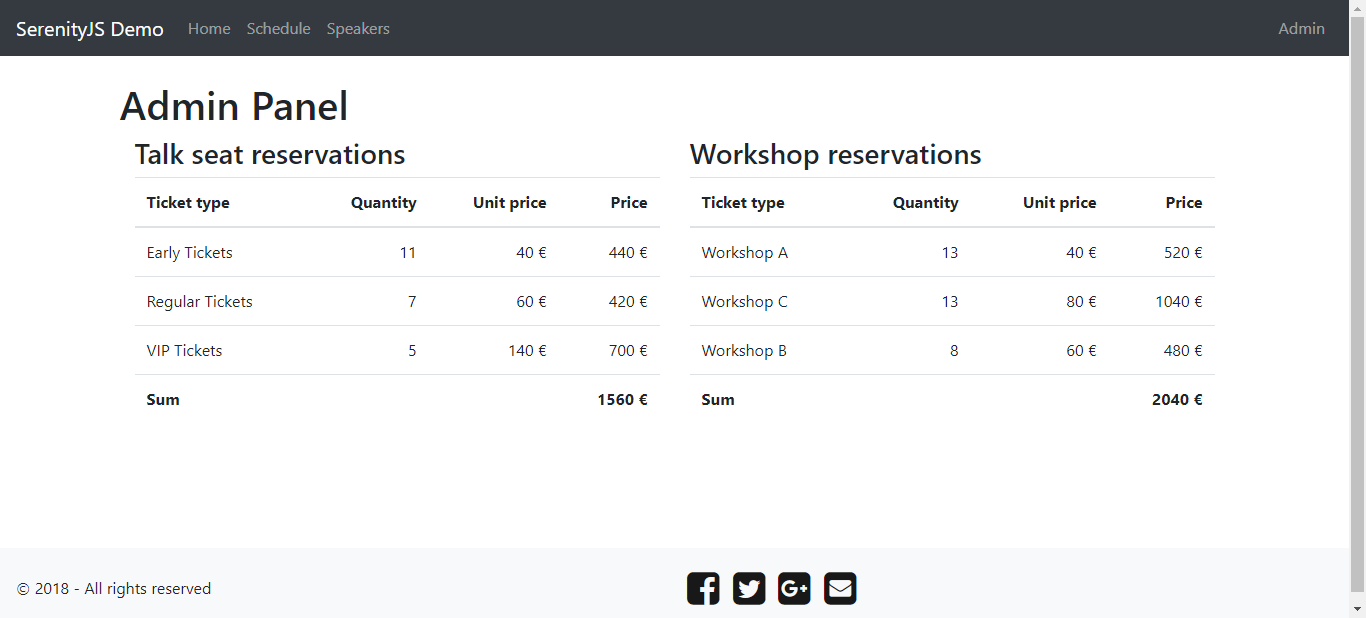 SerenityJS Demo Home Schedule Speakers Admin
Admin Panel
Talk seat reservations
Ticket type Quantity Unit price Price
Early Tickets 11 40 € 440 €
Regular Tickets 7 60 € 420 €
VIP Tickets 5 140 € 700 €
Sum 1560 €
Workshop reservations
Ticket type Quantity Unit price Price
Workshop A 13 40 € 520 €
Workshop C 13 80 € 1040 €
Workshop B 8 60 € 480 €
Sum 2040 €
© 2018 - All rights reserved